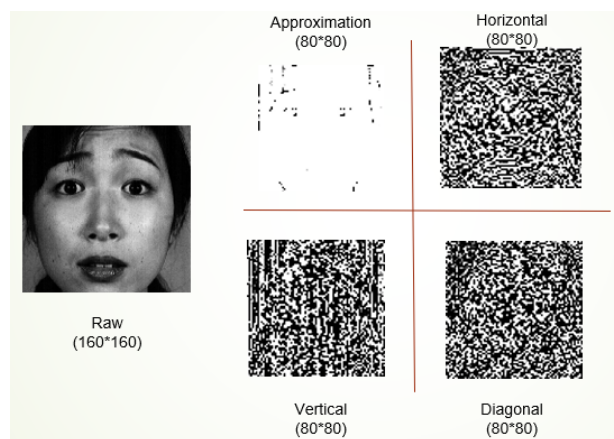 Approximation
(80*80)
Horizontal
(80*80)
Raw
(160*160)
Vertical
(80*80)
Diagonal
(80*80)